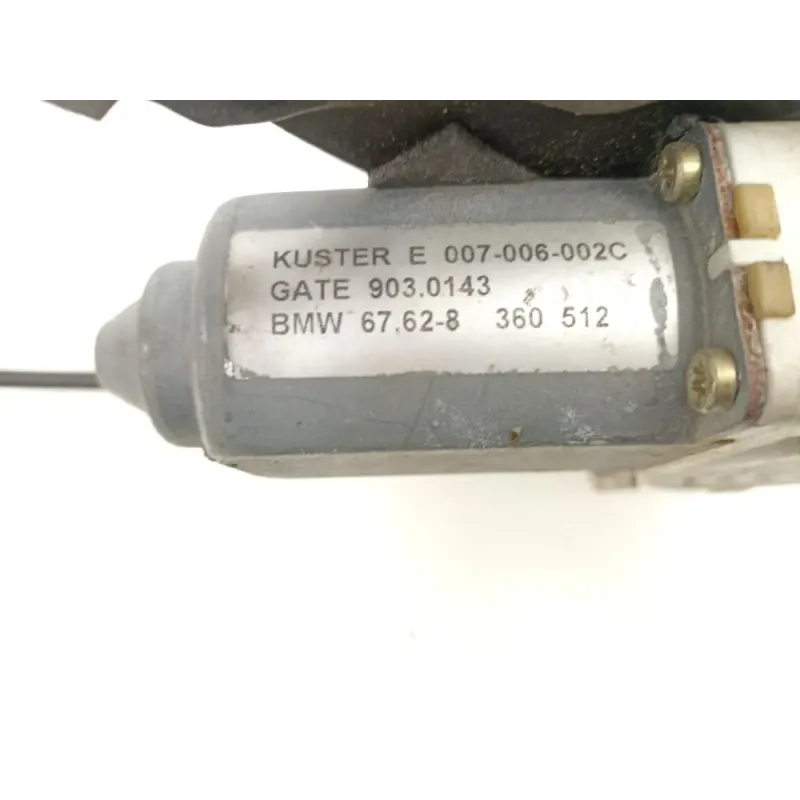 KUSTER E 007-006-002C
GATE 903.0143
BMW 67.62-8 360 512